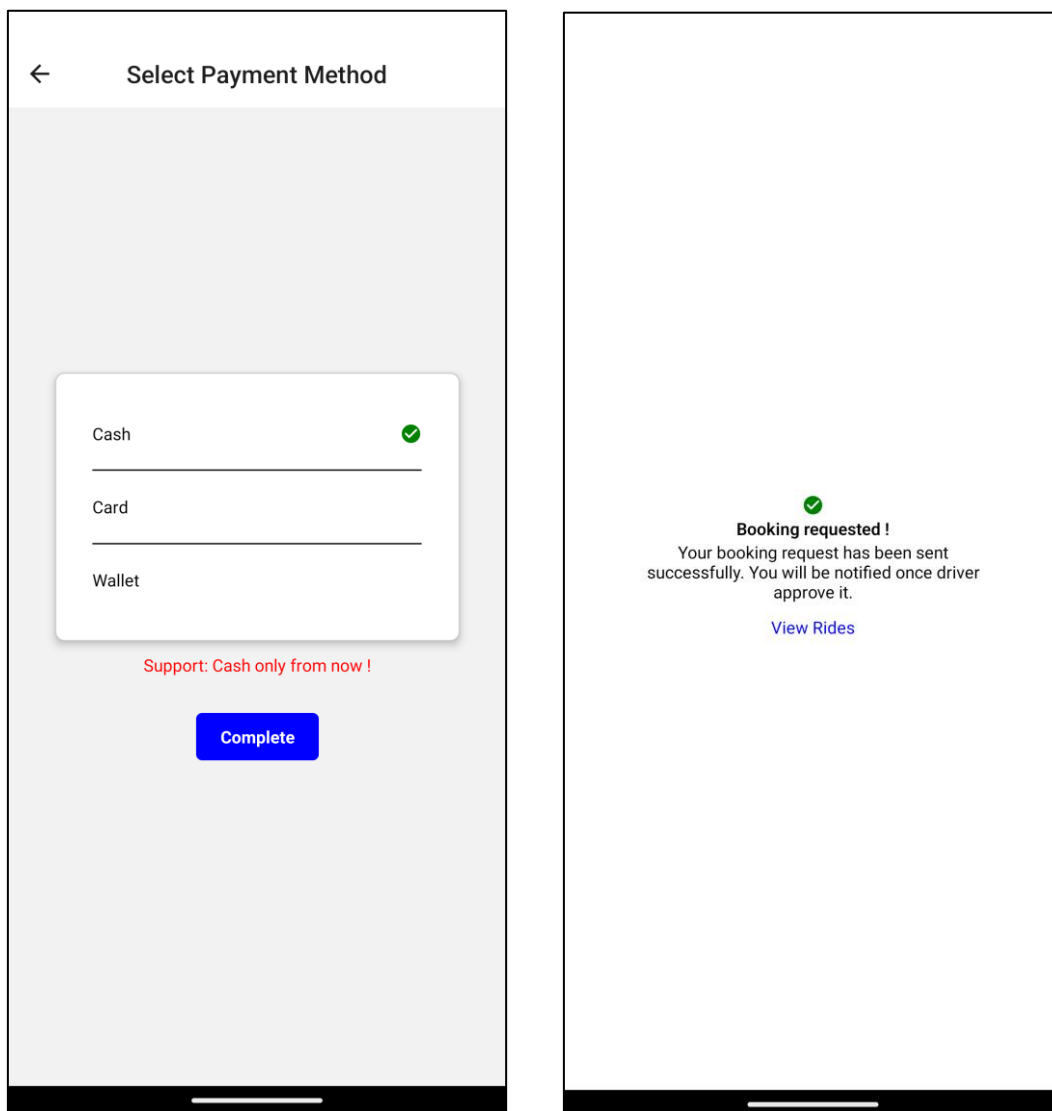 Select Payment Method
Cash
Card
Wallet
Support: Cash only from now !
Complete
Booking requested !
Your booking request has been sent
successfully. You will be notified once driver
approve it.
View Rides